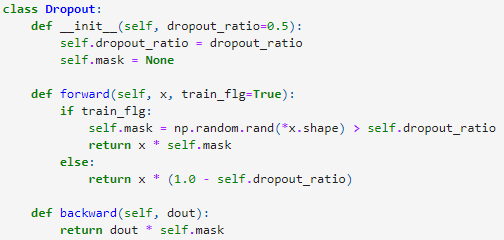 class Dropout:
    def __init__(self, dropout_ratio=0.5):
        self.dropout_ratio = dropout_ratio
        self.mask = None
    def forward(self, x, train_flg=True):
        if train_flg:
            self.mask = np.random.rand(*x.shape) > self.dropout_ratio
            return x * self.mask
        else:
            return x * (1.0 - self.dropout_ratio)
    def backward(self, dout):
        return dout * self.mask